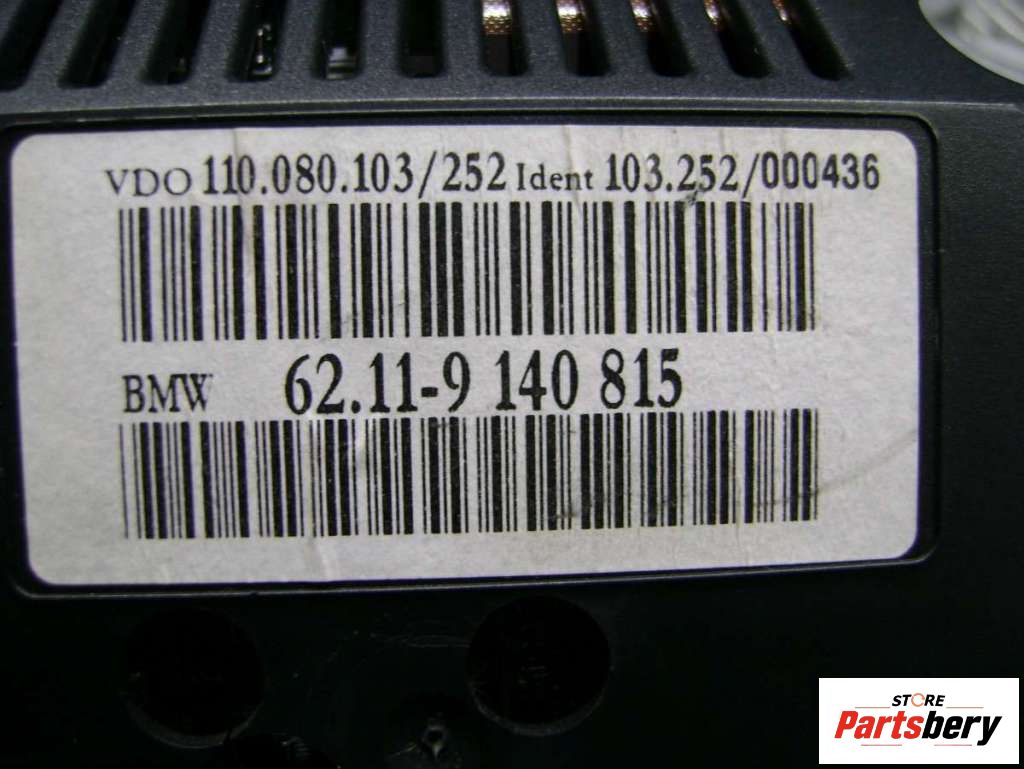 VDO 110.080.103/252 Ident 103.252/000436
BMW 62.11-9 140 815
STORE
Partsbery